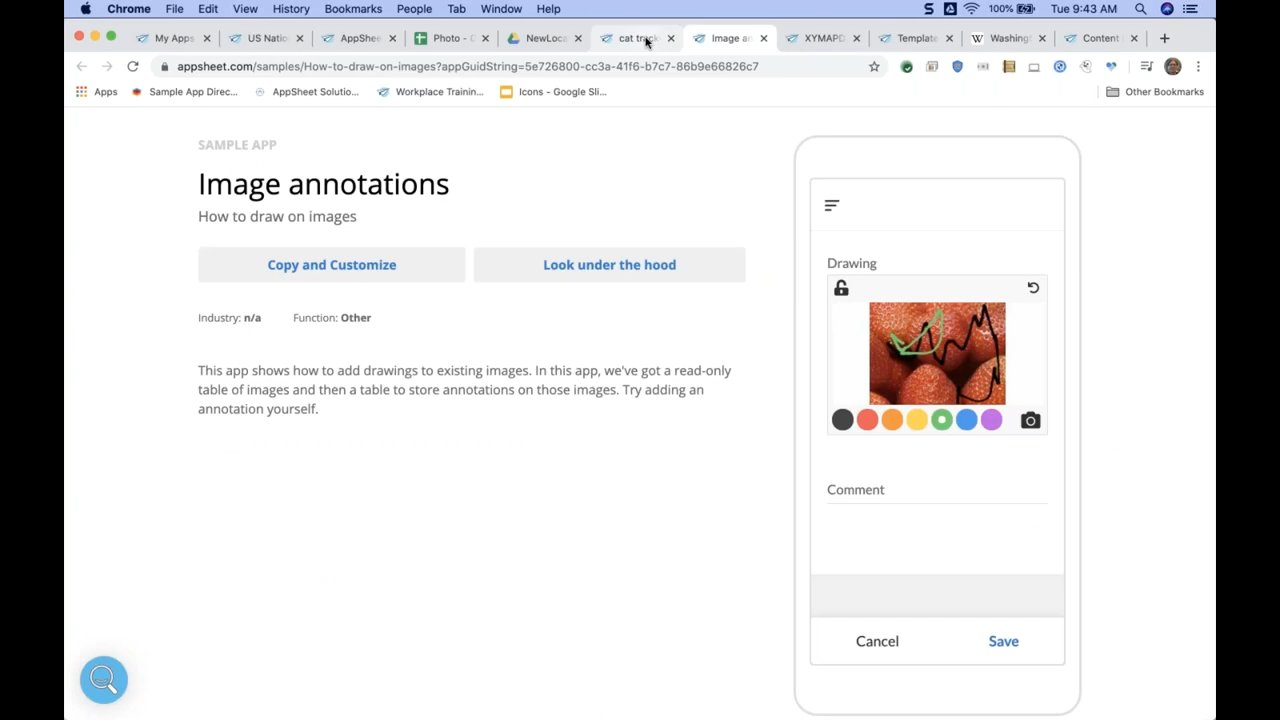 Chrome File Edit View History Bookmarks People Tab Window Help 100% Tue 9:43 AM
My Apps US Natio AppShee Photo - D NewLoca cat track Image an XYMAPD Template Washing Content
appsheet.com/samples/How-to-draw-on-images?appGuidString=5e726800-cc3a-41f6-b7c7-86b9e66826c7
Apps Sample App Direc... AppSheet Solutio... Workplace Trainin... Icons - Google Sli... Other Bookmarks
SAMPLE APP
Image annotations
How to draw on images
Copy and Customize Look under the hood
Industry: n/a Function: Other
This app shows how to add drawings to existing images. In this app, we've got a read-only
table of images and then a table to store annotations on those images. Try adding an
annotation yourself.
Drawing
Comment
Cancel Save